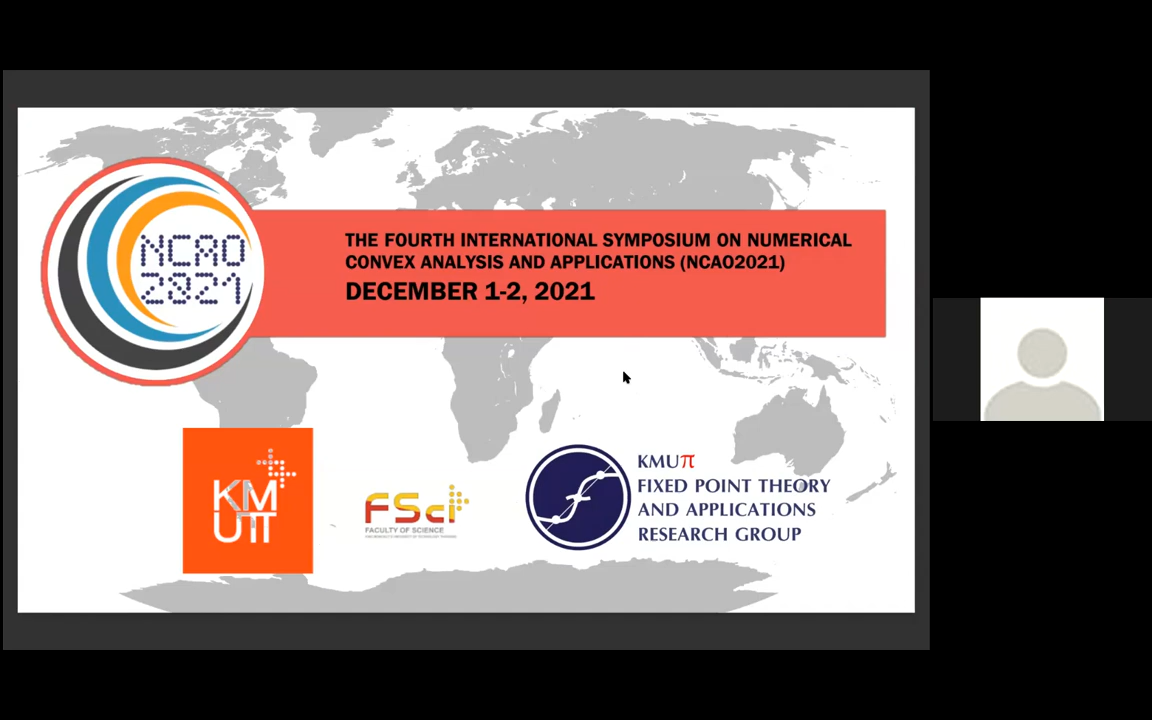 NCAO
2021
THE FOURTH INTERNATIONAL SYMPOSIUM ON NUMERICAL
CONVEX ANALYSIS AND APPLICATIONS (NCAO2021)
DECEMBER 1-2, 2021
KM
UTT
FSci
FACULTY OF SCIENCE
KMUπ
FIXED POINT THEORY
AND APPLICATIONS
RESEARCH GROUP